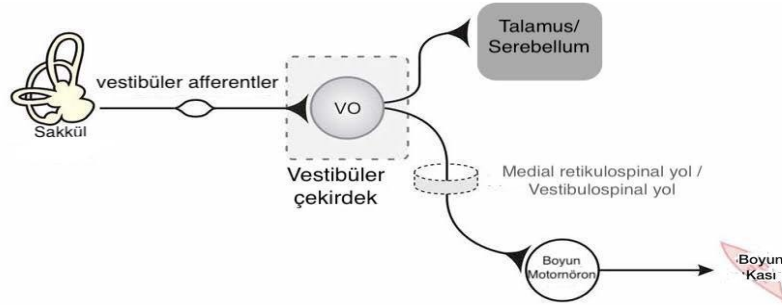 Talamus/
Serebellum
vestibüler afferentler
VO
Sakkül
Vestibüler
çekirdek
Medial retikulospinal yol /
Vestibulospinal yol
Boyun
Motornöron
Boyun
Kası